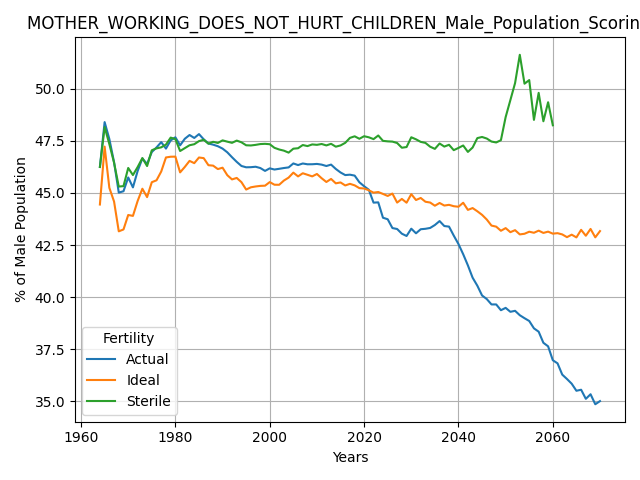 MOTHER_WORKING_DOES_NOT_HURT_CHILDREN_Male_Population_Scorin
% of Male Population
50.0
47.5
45.0
42.5
40.0
37.5
35.0
Fertility
Actual
Ideal
Sterile
1960
1980
2000
2020
2040
2060
Years